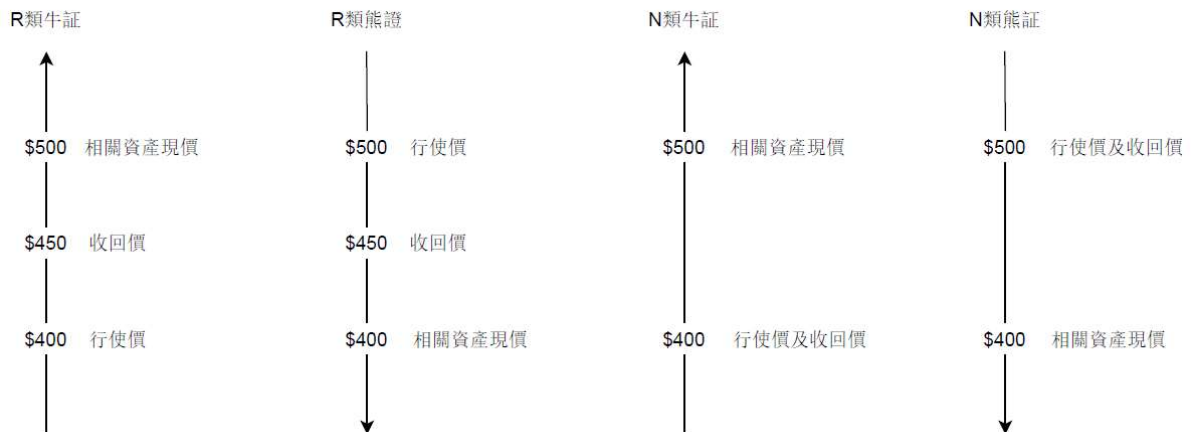 R類牛証 R類熊證 N類牛証 N類熊証
$500 相關資產現價 $500 行使價 $500 相關資產現價 $500 行使價及收回價
$450 收回價 $450 收回價
$400 行使價 $400 相關資產現價 $400 行使價及收回價 $400 相關資產現價